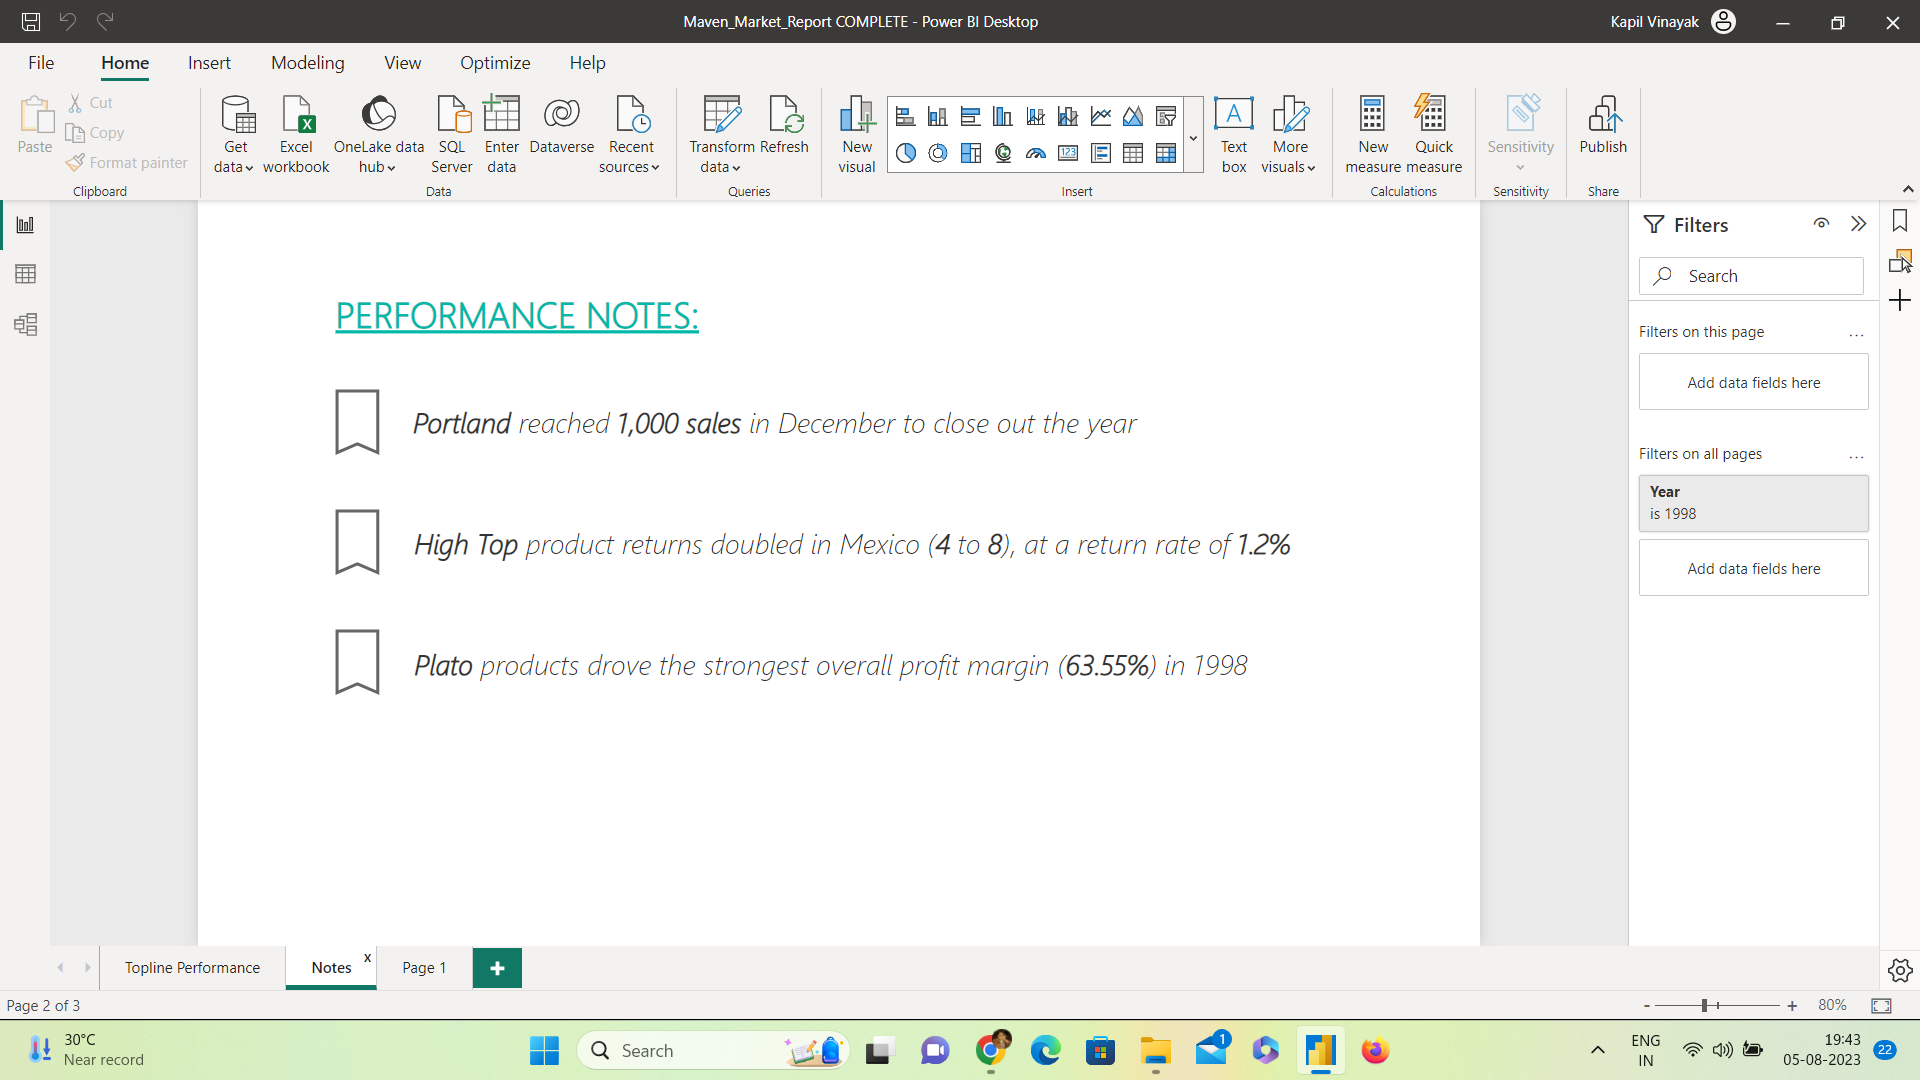 Maven_Market_Report COMPLETE - Power BI Desktop
Kapil Vinayak
File Home Insert Modeling View Optimize Help
Paste
Cut
Copy
Format painter
Clipboard
Get data
Excel workbook
OneLake data hub
SQL Server
Enter data
Dataverse
Recent sources
Data
Transform data
Refresh
Queries
New visual
123
A
Text box
More visuals
Insert
New measure
Quick measure
Calculations
Sensitivity
Sensitivity
Publish
Share
PERFORMANCE NOTES:
Portland reached 1,000 sales in December to close out the year
High Top product returns doubled in Mexico (4 to 8), at a return rate of 1.2%
Plato products drove the strongest overall profit margin (63.55%) in 1998
Filters
Search
Filters on this page ...
Add data fields here
Filters on all pages ...
Year
is 1998
Add data fields here
Topline Performance
Notes x
Page 1
+
Page 2 of 3
- + 80%
30°C
Near record
Search
1
ENG
IN
19:43
05-08-2023
22